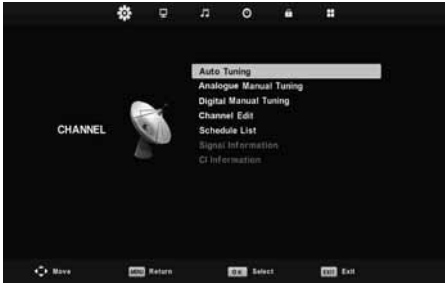 Auto Tuning
Analogue Manual Tuning
Digital Manual Tuning
Channel Edit
CHANNEL
Schedule List
Signal Information
CI Information
Move
MENU Return
OK Select
EXIT Exit